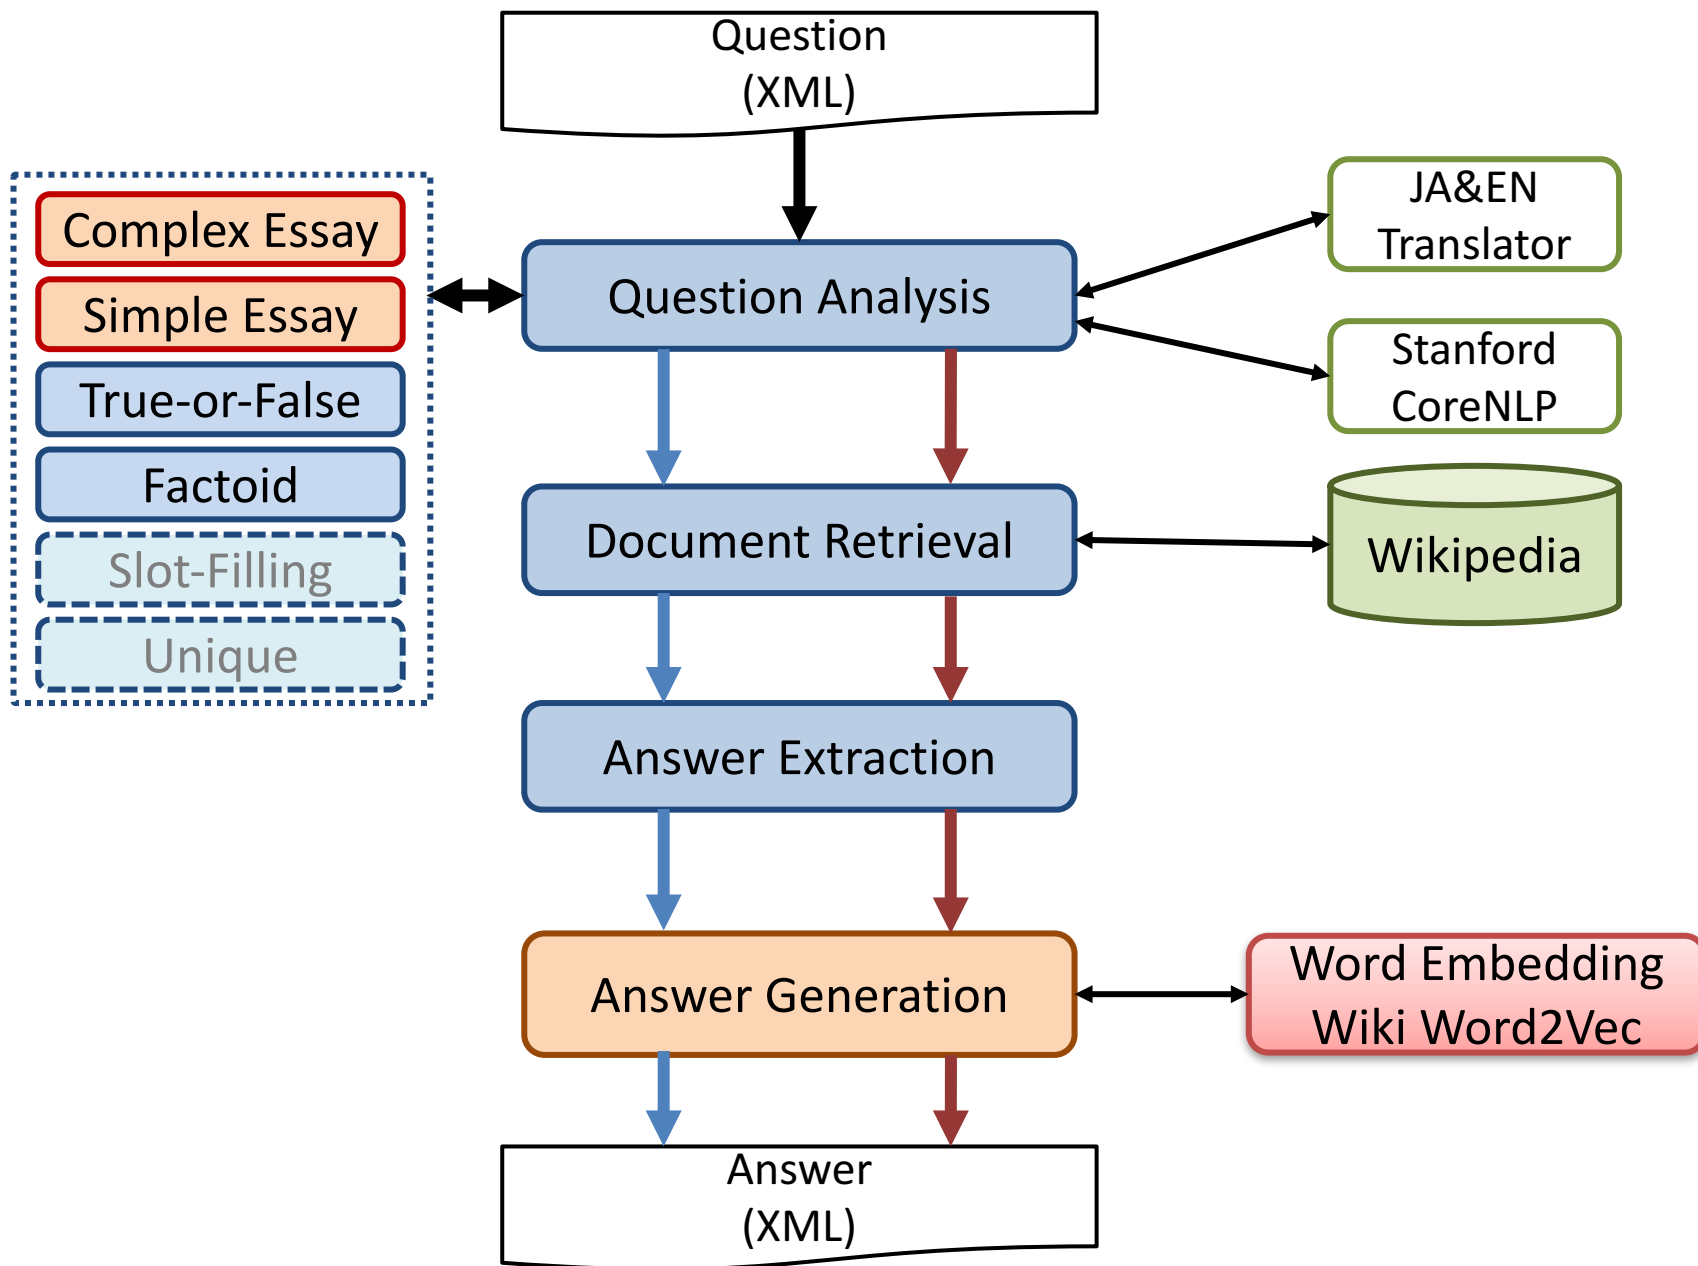 Question
(XML)
Complex Essay
Simple Essay
True-or-False
Factoid
Slot-Filling
Unique
Question Analysis
JA&EN
Translator
Stanford
CoreNLP
Document Retrieval
Wikipedia
Answer Extraction
Answer Generation
Word Embedding
Wiki Word2Vec
Answer
(XML)